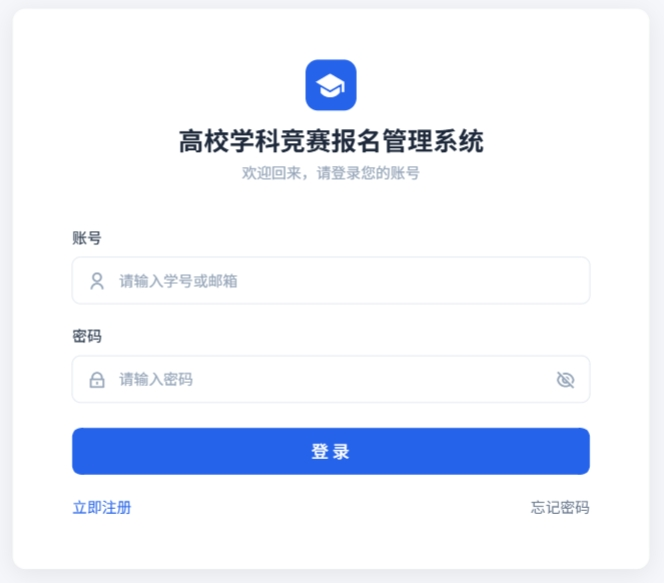 高校学科竞赛报名管理系统
欢迎回来，请登录您的账号
账号
请输入学号或邮箱
密码
请输入密码
登 录
立即注册 忘记密码